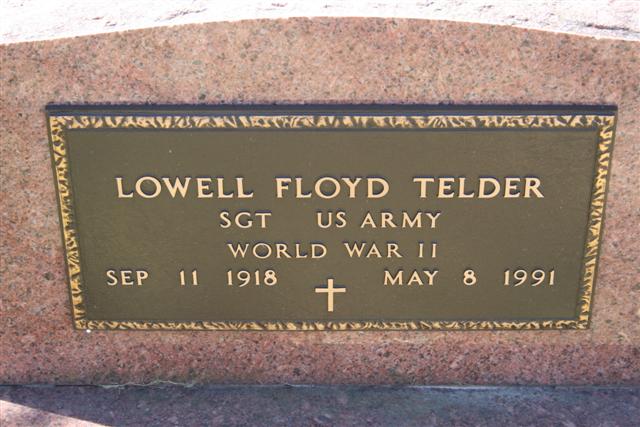 LOWELL FLOYD TELDER
SGT US ARMY
WORLD WAR II
SEP 11 1918 MAY 8 1991